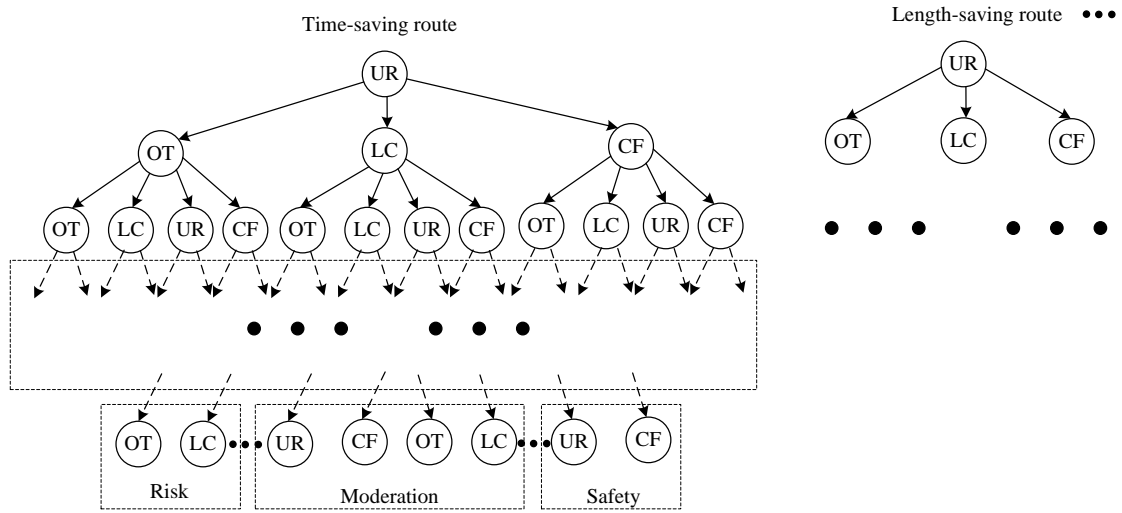 Time-saving route
Length-saving route
UR
UR
OT LC CF
OT LC CF
OT LC UR CF OT LC UR CF OT LC UR CF
OT LC UR CF OT LC UR CF
Risk Moderation Safety